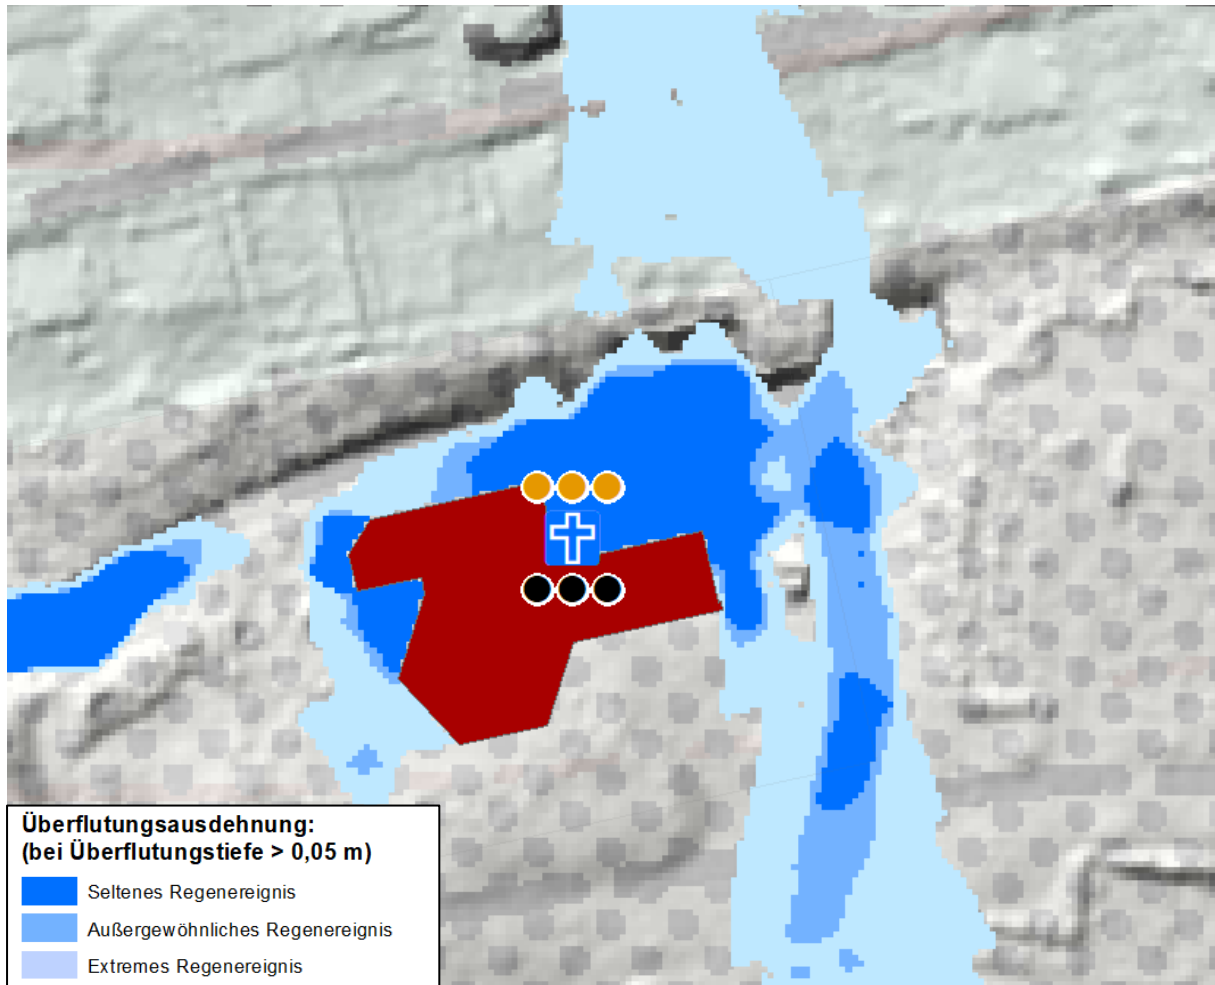 Überflutungsausdehnung:
(bei Überflutungstiefe > 0,05 m)
Seltenes Regenereignis
Außergewöhnliches Regenereignis
Extremes Regenereignis